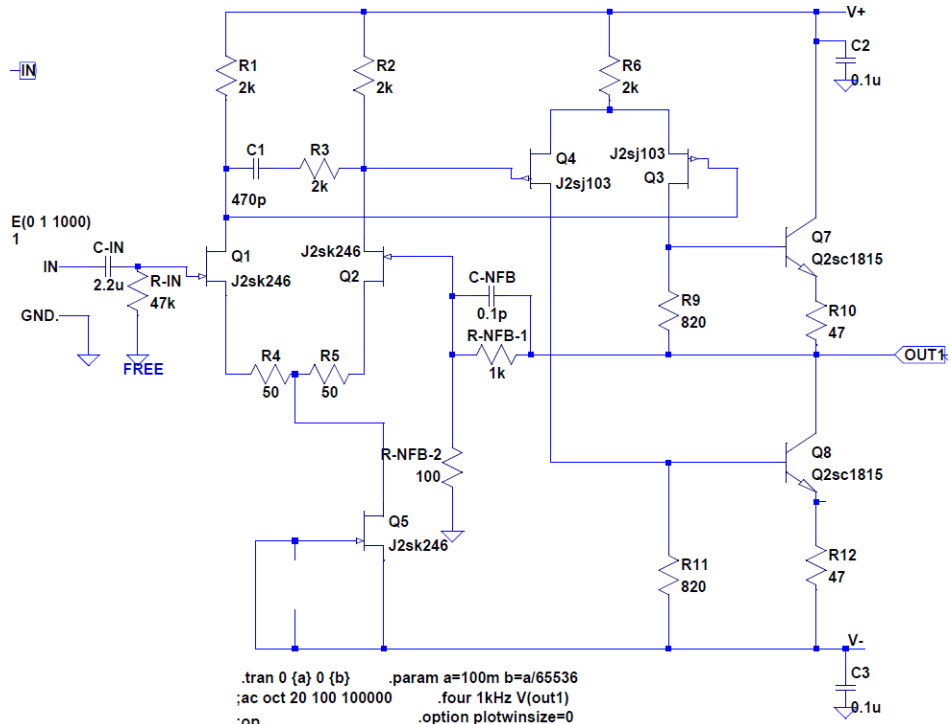 V+
IN
R1
2k
R2
2k
R6
2k
C2
0.1u
C1
470p
R3
2k
Q4
J2sj103
J2sj103
Q3
E(0 1 1000)
1
C-IN
IN
2.2u
R-IN
47k
GND.
FREE
Q1
J2sk246
J2sk246
Q2
Q7
Q2sc1815
C-NFB
0.1p
R-NFB-1
1k
R9
820
R10
47
OUT1
R4
50
R5
50
R-NFB-2
100
Q8
Q2sc1815
Q5
J2sk246
R11
820
R12
47
V-
C3
0.1u
.tran 0 {a} 0 {b}
.param a=100m b=a/65536
;ac oct 20 100 100000
.four 1kHz V(out1)
;op
.option plotwinsize=0